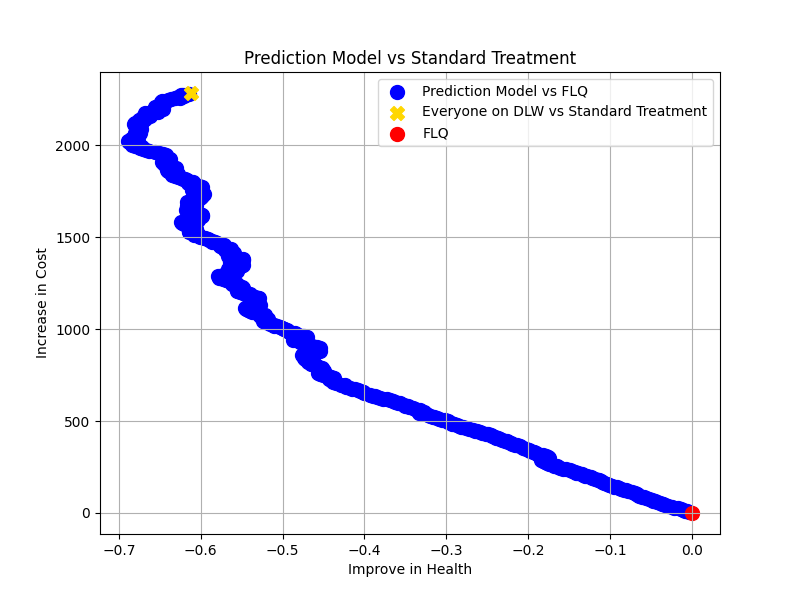 Prediction Model vs Standard Treatment
Prediction Model vs FLQ
Everyone on DLW vs Standard Treatment
FLQ
Increase in Cost
2000
1500
1000
500
0
−0.7 −0.6 −0.5 −0.4 −0.3 −0.2 −0.1 0.0
Improve in Health